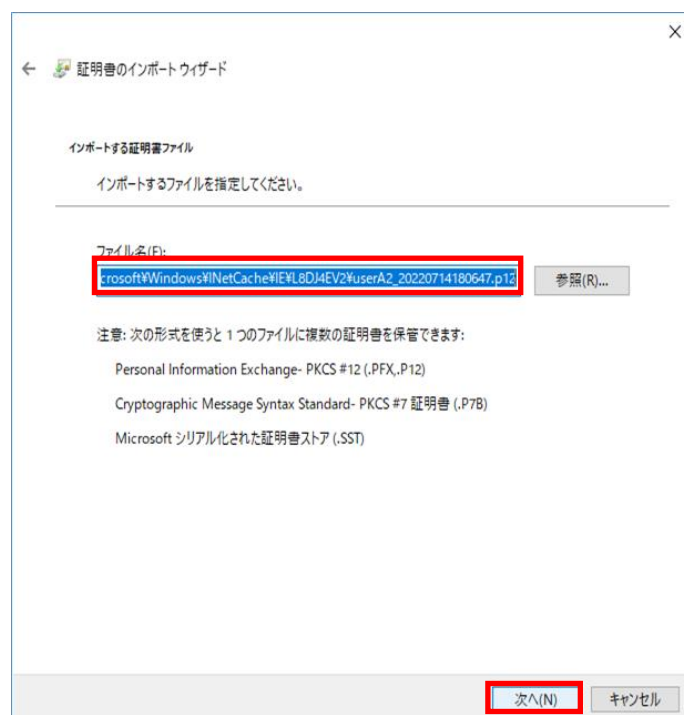 証明書のインポート ウィザード
インポートする証明書ファイル
インポートするファイルを指定してください。
ファイル名(F):
crosoft¥Windows¥INetCache¥IE¥L8DJ4EV2¥userA2_20220714180647.p12
参照(R)...
注意: 次の形式を使うと 1 つのファイルに複数の証明書を保管できます:
Personal Information Exchange- PKCS #12 (.PFX,.P12)
Cryptographic Message Syntax Standard- PKCS #7 証明書 (.P7B)
Microsoft シリアル化された証明書ストア (.SST)
次へ(N)
キャンセル